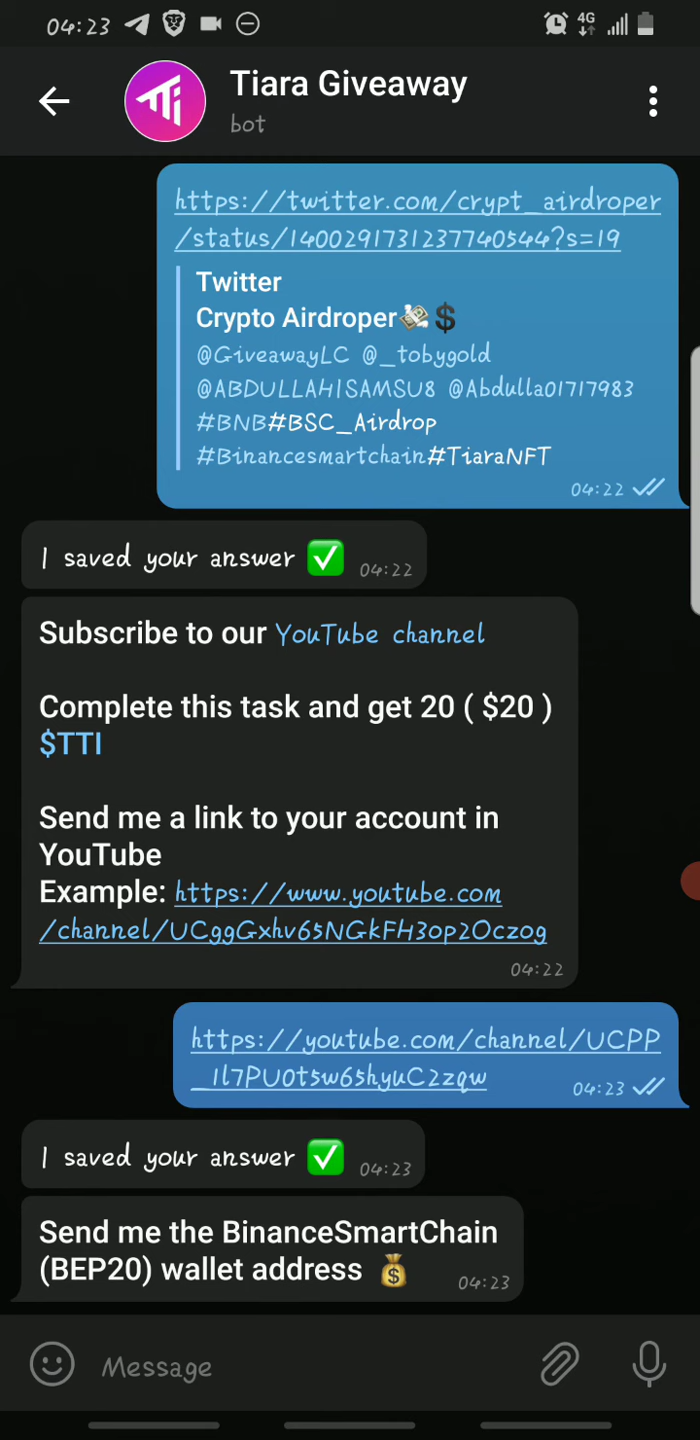 04:23
4G
Tiara Giveaway
bot
https://twitter.com/crypt_airdroper
/status/1400291731237740544?s=19
Twitter
Crypto Airdroper💸💲
@GiveawayLC @_tobygold
@ABDULLAHISAMSU8 @Abdulla01717983
#BNB#BSC_Airdrop
#Binancesmartchain#TiaraNFT
04:22
I saved your answer ✅
04:22
Subscribe to our YouTube channel
Complete this task and get 20 ( $20 )
$TTI
Send me a link to your account in
YouTube
Example: https://www.youtube.com
/channel/UCggGxhv65NGkFH3op2Oczog
04:22
https://youtube.com/channel/UCPP
_1l7PU0t5w65hyuC2zqw
04:23
I saved your answer ✅
04:23
Send me the BinanceSmartChain
(BEP20) wallet address 💰
04:23
Message